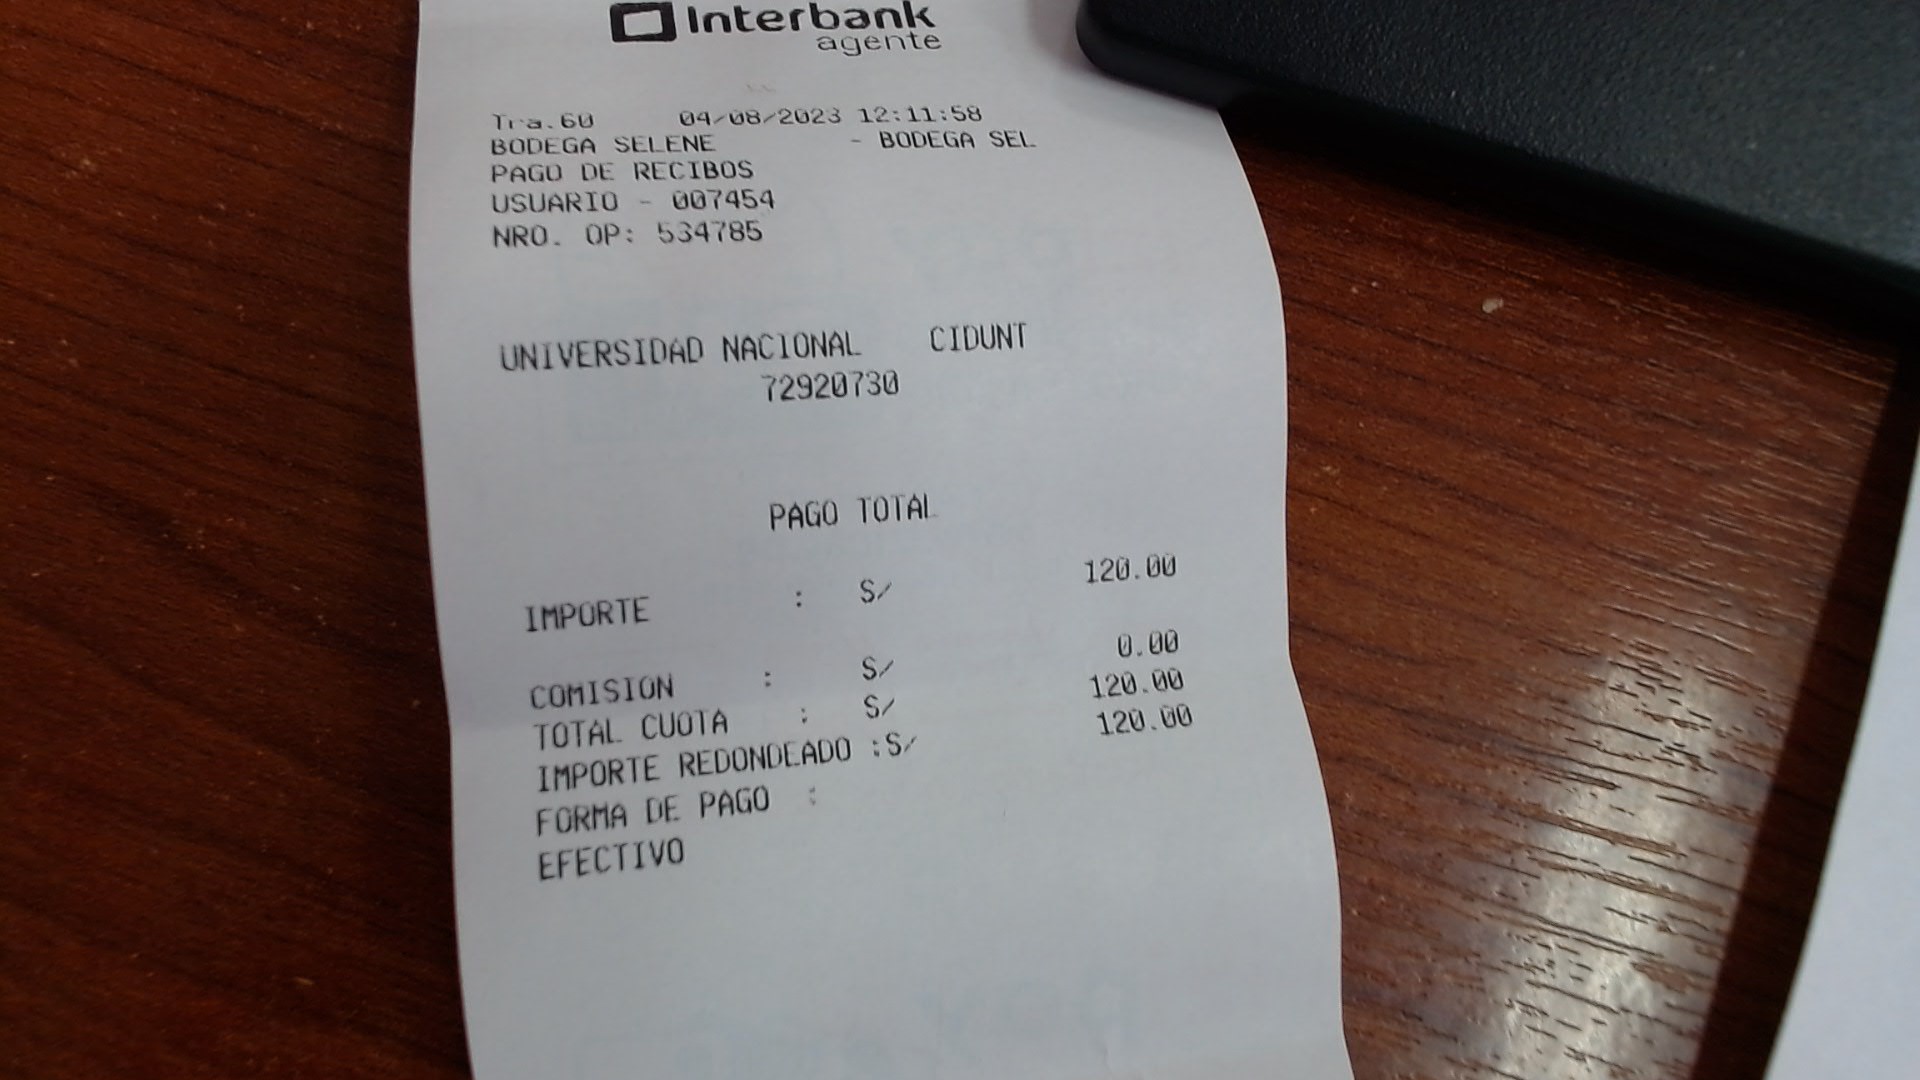 Interbank
agente
Tra.60 04/08/2023 12:11:58
BODEGA SELENE - BODEGA SEL
PAGO DE RECIBOS
USUARIO - 007454
NRO. OP: 534785
UNIVERSIDAD NACIONAL CIDUNT
72920730
PAGO TOTAL
IMPORTE : S/ 120.00
COMISION : S/ 0.00
TOTAL CUOTA : S/ 120.00
IMPORTE REDONDEADO :S/ 120.00
FORMA DE PAGO :
EFECTIVO